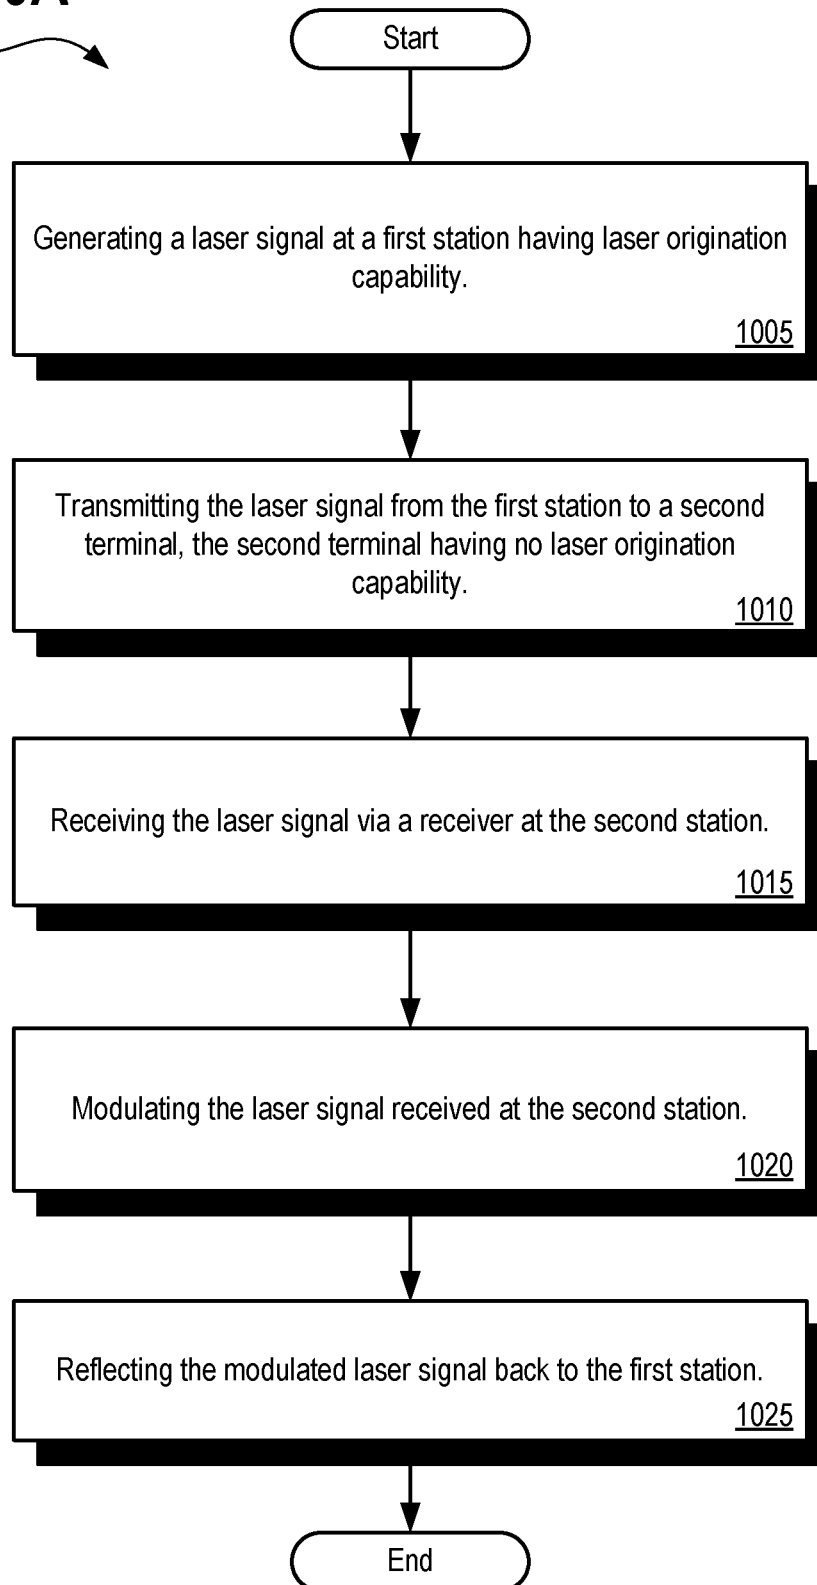 Start
Generating a laser signal at a first station having laser origination
capability.
1005
Transmitting the laser signal from the first station to a second
terminal, the second terminal having no laser origination
capability.
1010
Receiving the laser signal via a receiver at the second station.
1015
Modulating the laser signal received at the second station.
1020
Reflecting the modulated laser signal back to the first station.
1025
End